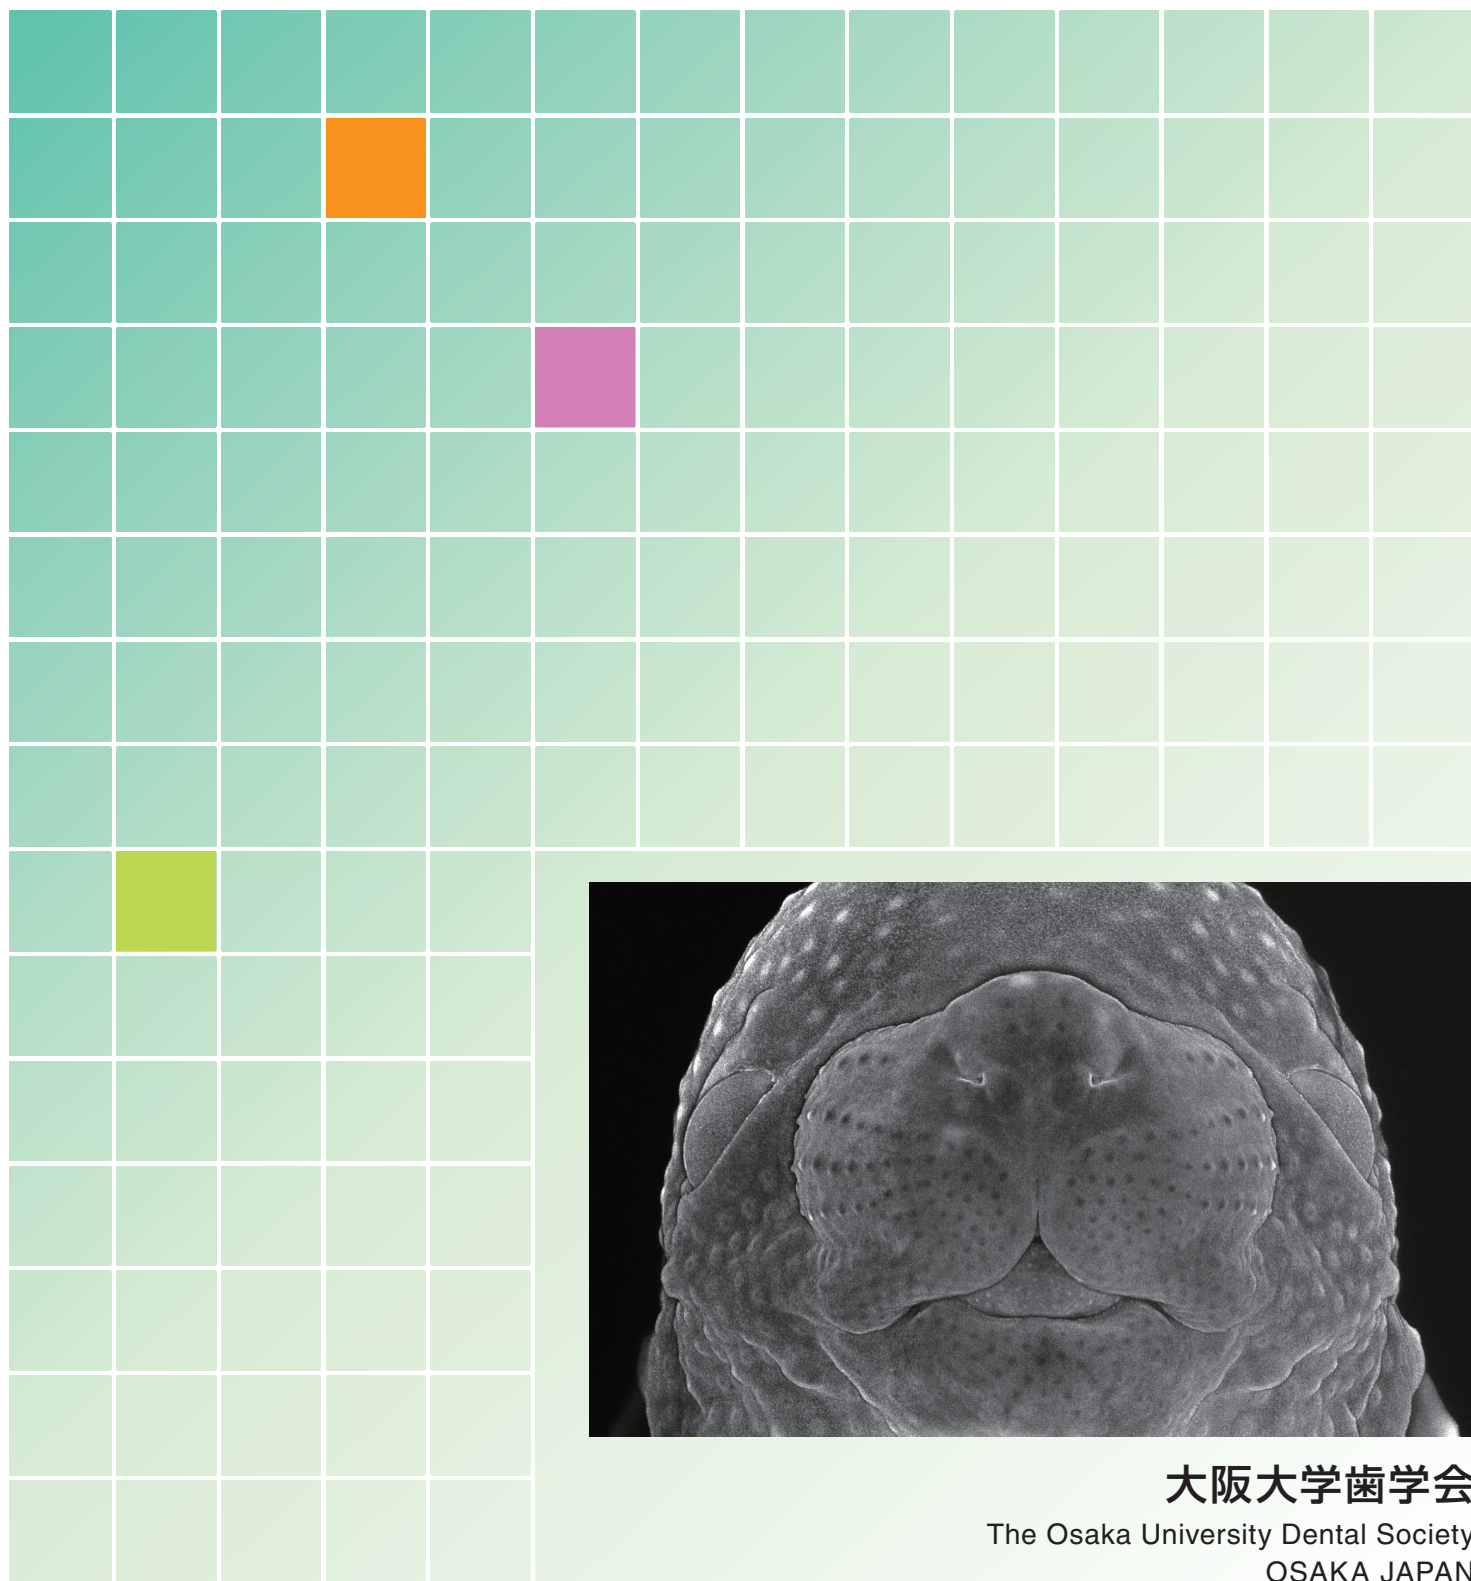 大阪大学歯学会
The Osaka University Dental Society
OSAKA JAPAN